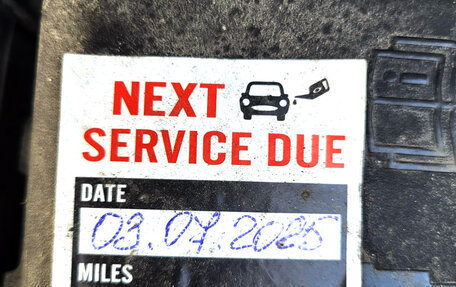 NEXT
SERVICE DUE
DATE
03.07.2025
MILES